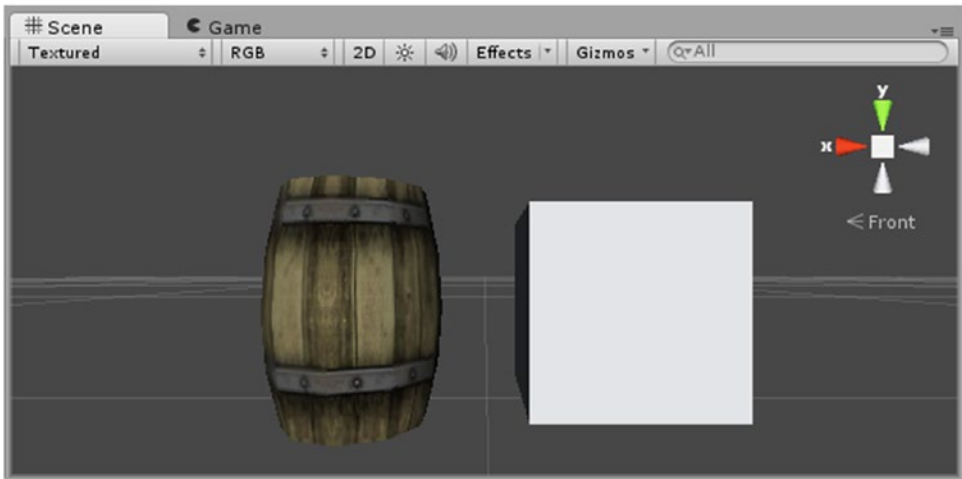 Scene
Game
Textured
RGB
2D
Effects
Gizmos
All
y
x
Front